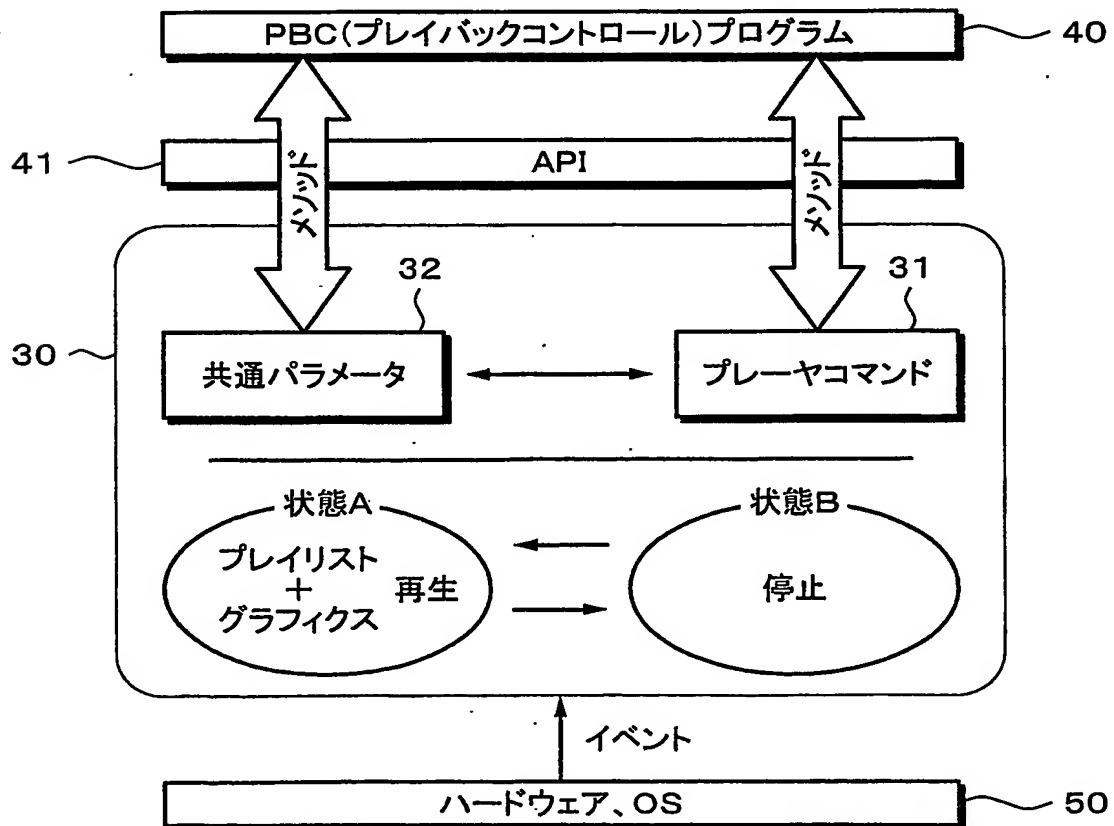 PBC(プレイバックコントロール)プログラム
40
41
API
メソッド
メソッド
32
31
30
共通パラメータ
プレーヤコマンド
状態A
プレイリスト
+
グラフィクス
再生
状態B
停止
イベント
ハードウェア、OS
50